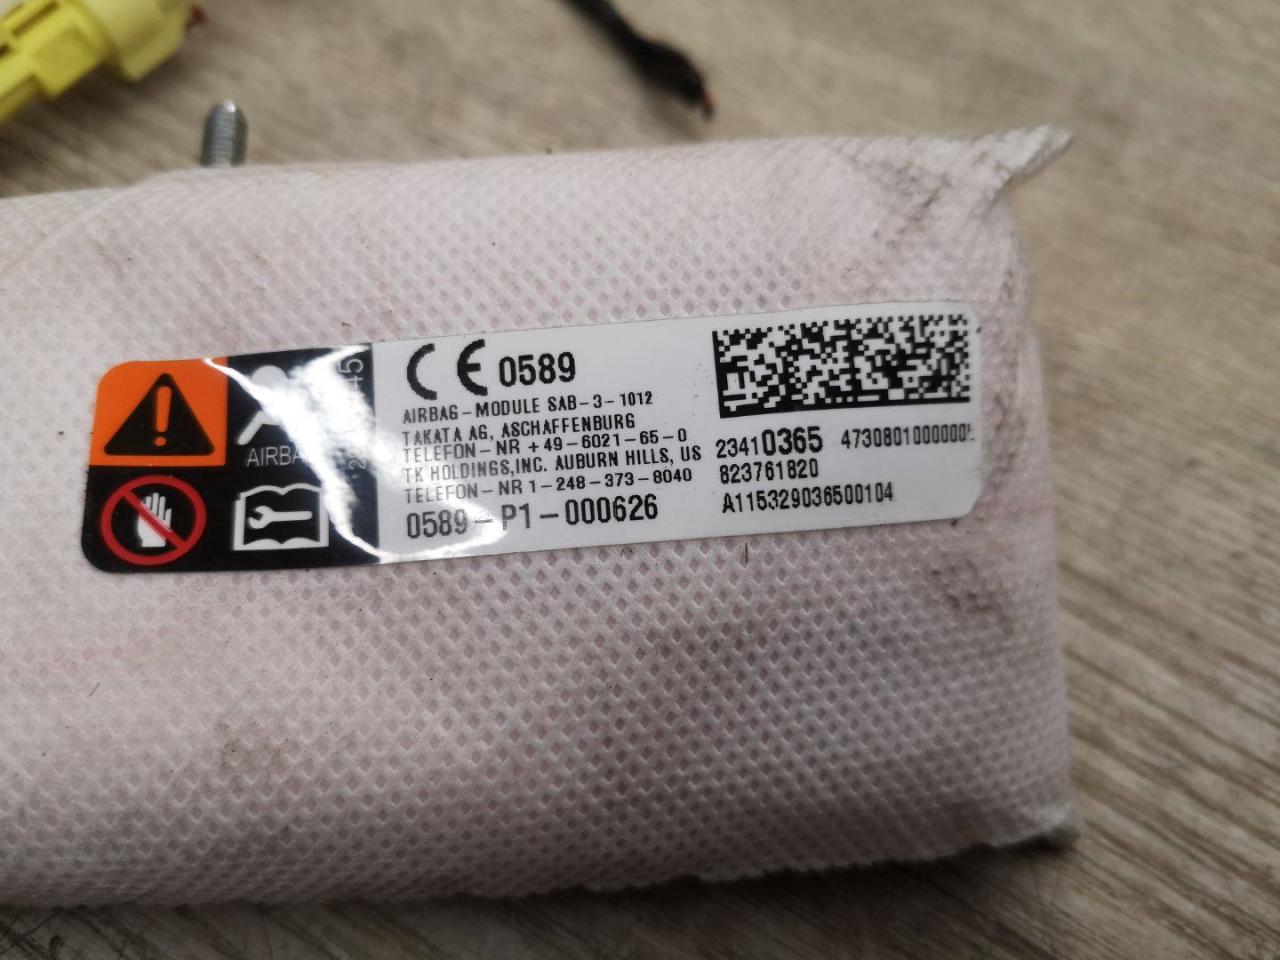 CE 0589
AIRBAG-MODULE SAB-3-1012
TAKATA AG, ASCHAFFENBURG
TELEFON-NR +49-6021-65-0
TK HOLDINGS,INC. AUBURN HILLS, US
TELEFON-NR 1-248-373-8040
0589-P1-000626
23410365 4730801000000
823761820
A115329036500104